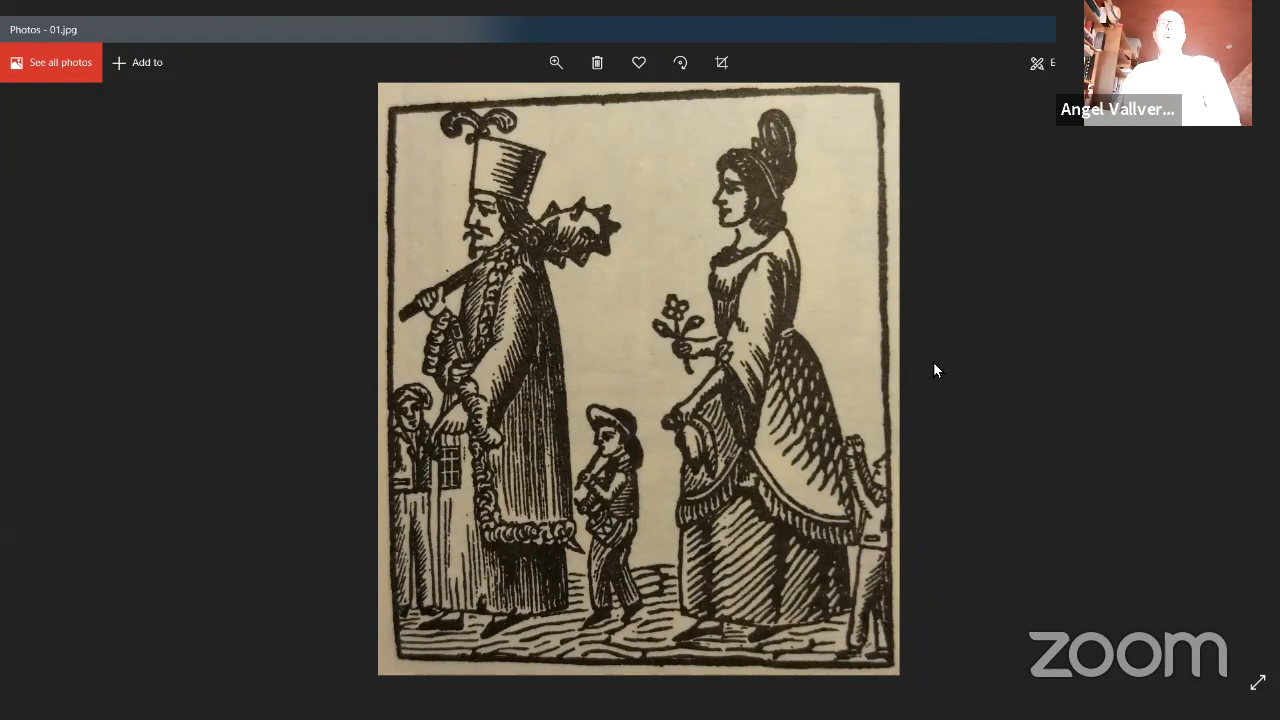 Photos - 01.jpg
See all photos
Add to
E
Angel Vallver...
zoom